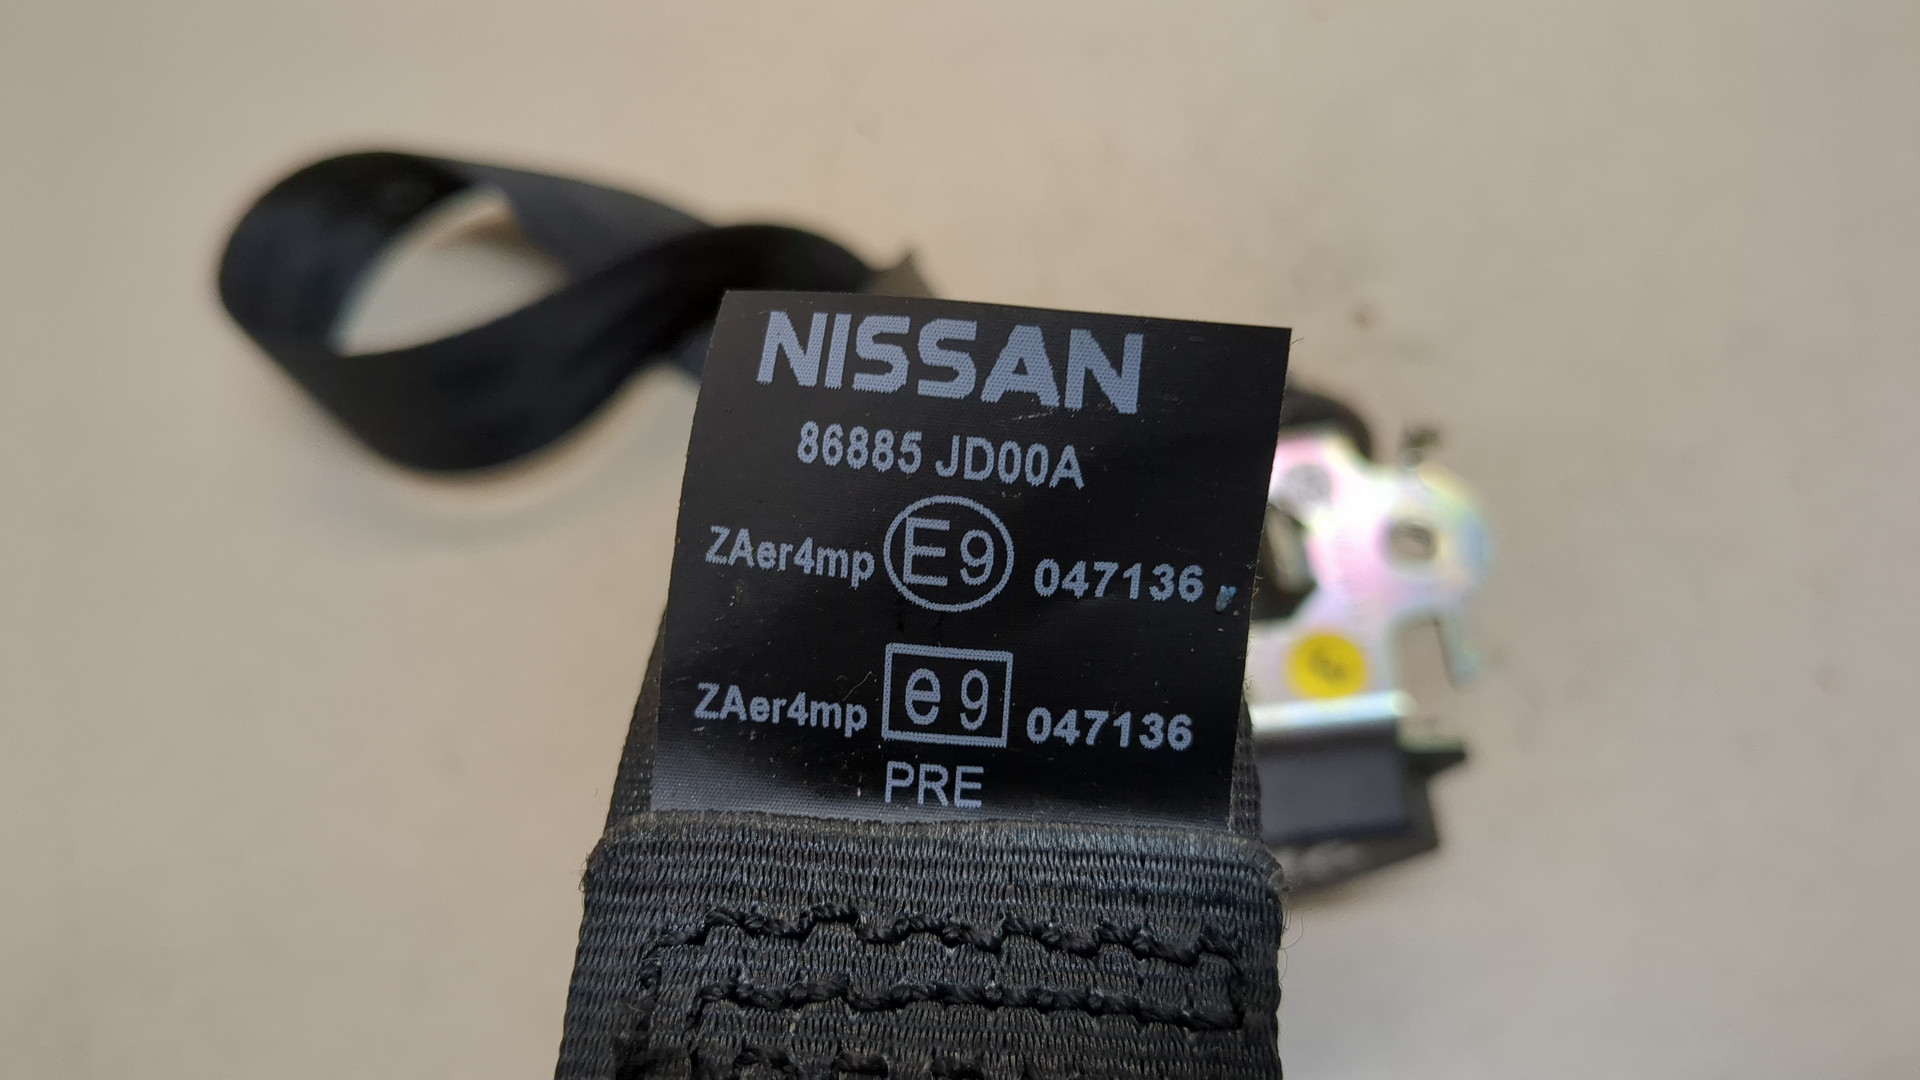 NISSAN
86885 JD00A
ZAer4mp E9 047136
ZAer4mp e9 047136
PRE